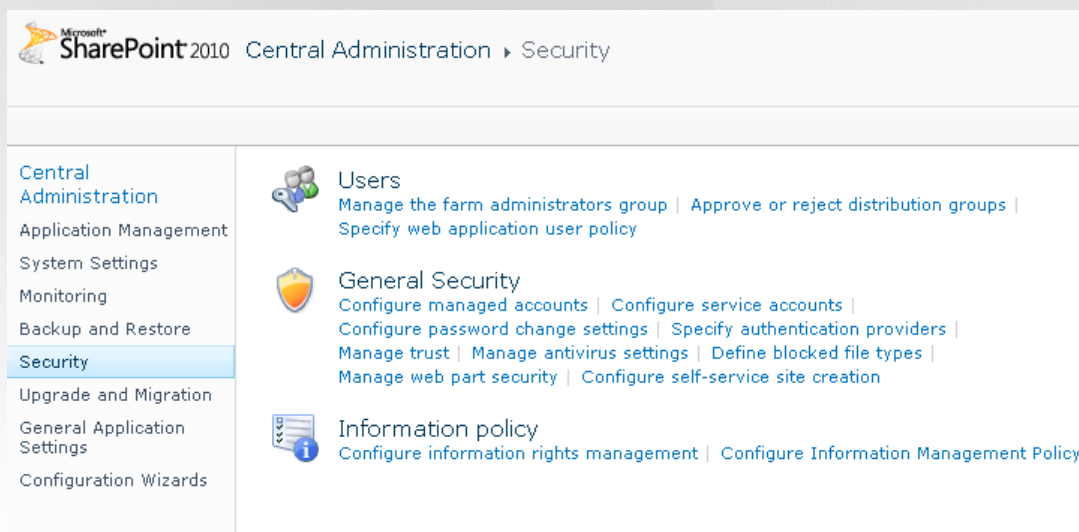 Microsoft®
SharePoint 2010 Central Administration ▸ Security
Central
Administration
Application Management
System Settings
Monitoring
Backup and Restore
Security
Upgrade and Migration
General Application
Settings
Configuration Wizards
Users
Manage the farm administrators group | Approve or reject distribution groups |
Specify web application user policy
General Security
Configure managed accounts | Configure service accounts |
Configure password change settings | Specify authentication providers |
Manage trust | Manage antivirus settings | Define blocked file types |
Manage web part security | Configure self-service site creation
Information policy
Configure information rights management | Configure Information Management Policy